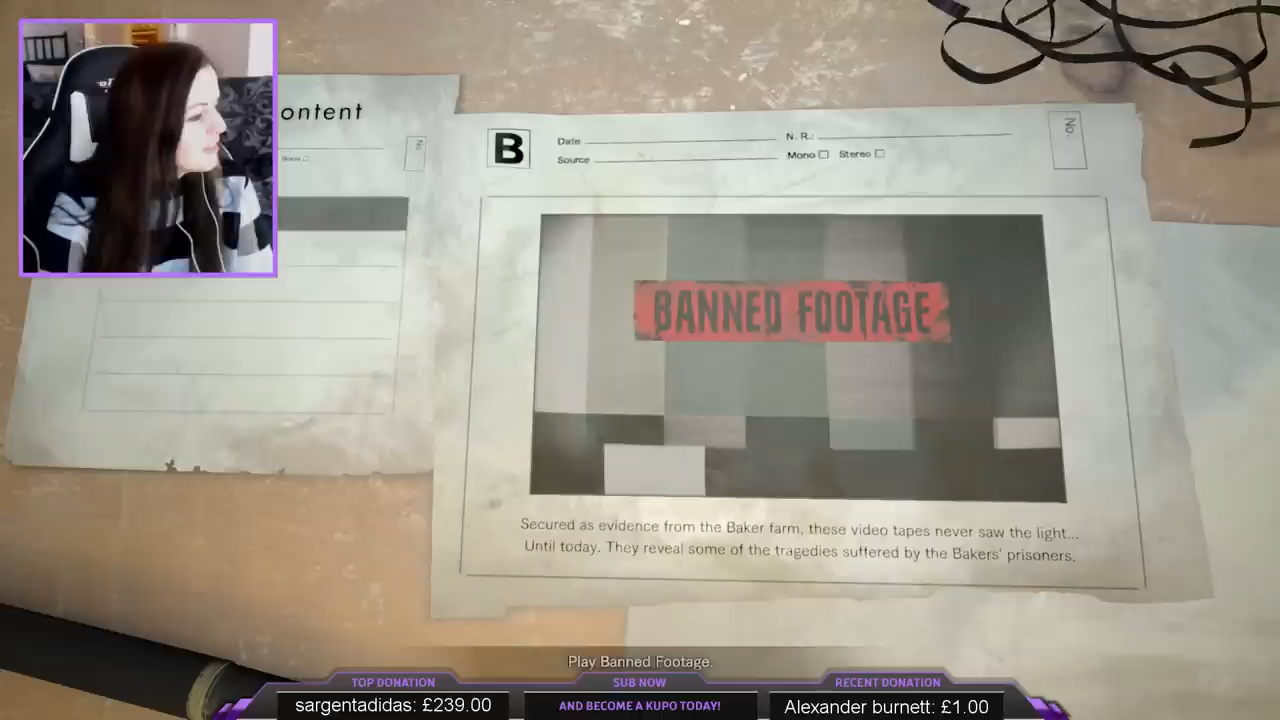 ontent
No.
B
Date
N. R.:
Source
Mono
Stereo
No.
BANNED FOOTAGE
Secured as evidence from the Baker farm, these video tapes never saw the light...
Until today. They reveal some of the tragedies suffered by the Bakers' prisoners.
Play Banned Footage.
TOP DONATION
SUB NOW
RECENT DONATION
sargentadidas: £239.00
AND BECOME A KUPO TODAY!
Alexander burnett: £1.00